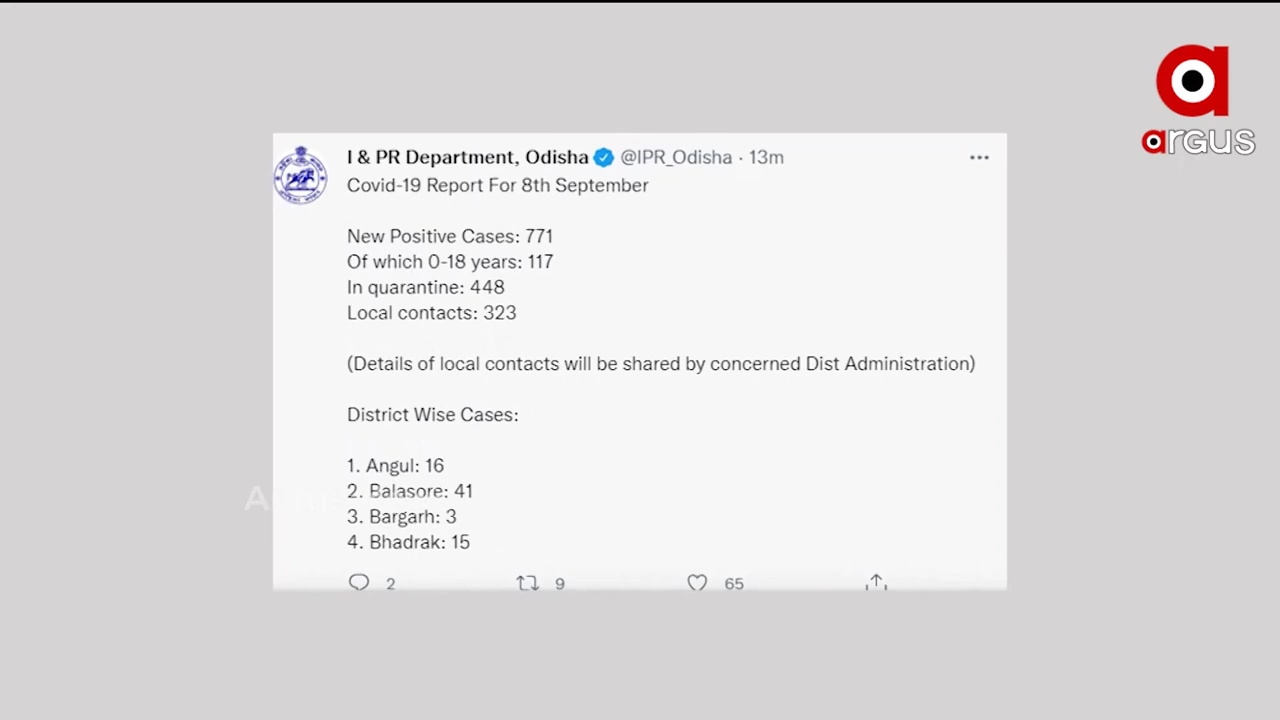 argus
I & PR Department, Odisha @IPR_Odisha · 13m
Covid-19 Report For 8th September
New Positive Cases: 771
Of which 0-18 years: 117
In quarantine: 448
Local contacts: 323
(Details of local contacts will be shared by concerned Dist Administration)
District Wise Cases:
1. Angul: 16
2. Balasore: 41
3. Bargarh: 3
4. Bhadrak: 15
2 9 65